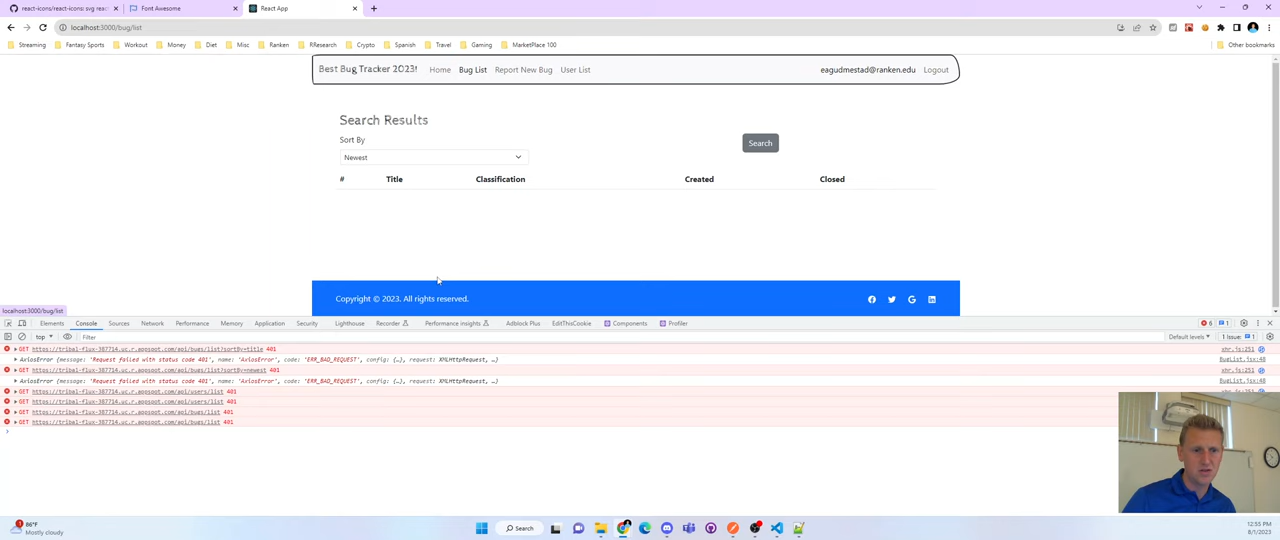 react-icons/react-icons: svg reac
Font Awesome
React App
localhost:3000/bug/list
Streaming
Fantasy Sports
Workout
Money
Diet
Misc
Ranken
RResearch
Crypto
Spanish
Travel
Gaming
MarketPlace 100
Other bookmarks
Best Bug Tracker 2023! Home Bug List Report New Bug User List eagudmestad@ranken.edu Logout
Search Results
Sort By
Newest
Search
# Title Classification Created Closed
Copyright © 2023. All rights reserved.
localhost:3000/bug/list
Elements Console Sources Network Performance Memory Application Security Lighthouse Recorder Performance insights Adblock Plus EditThisCookie Components Profiler 6 1
top Filter Default levels 1 Issue: 1
GET https://tribal-flux-387714.uc.r.appspot.com/api/bugs/list?sortBy=title 401 xhr.js:251
AxiosError {message: 'Request failed with status code 401', name: 'AxiosError', code: 'ERR_BAD_REQUEST', config: {…}, request: XMLHttpRequest, …} BugList.jsx:48
GET https://tribal-flux-387714.uc.r.appspot.com/api/bugs/list?sortBy=newest 401 xhr.js:251
AxiosError {message: 'Request failed with status code 401', name: 'AxiosError', code: 'ERR_BAD_REQUEST', config: {…}, request: XMLHttpRequest, …} BugList.jsx:48
GET https://tribal-flux-387714.uc.r.appspot.com/api/users/list 401
GET https://tribal-flux-387714.uc.r.appspot.com/api/users/list 401
GET https://tribal-flux-387714.uc.r.appspot.com/api/bugs/list 401
GET https://tribal-flux-387714.uc.r.appspot.com/api/bugs/list 401
86°F
Mostly cloudy
Search
12:55 PM
8/1/2023